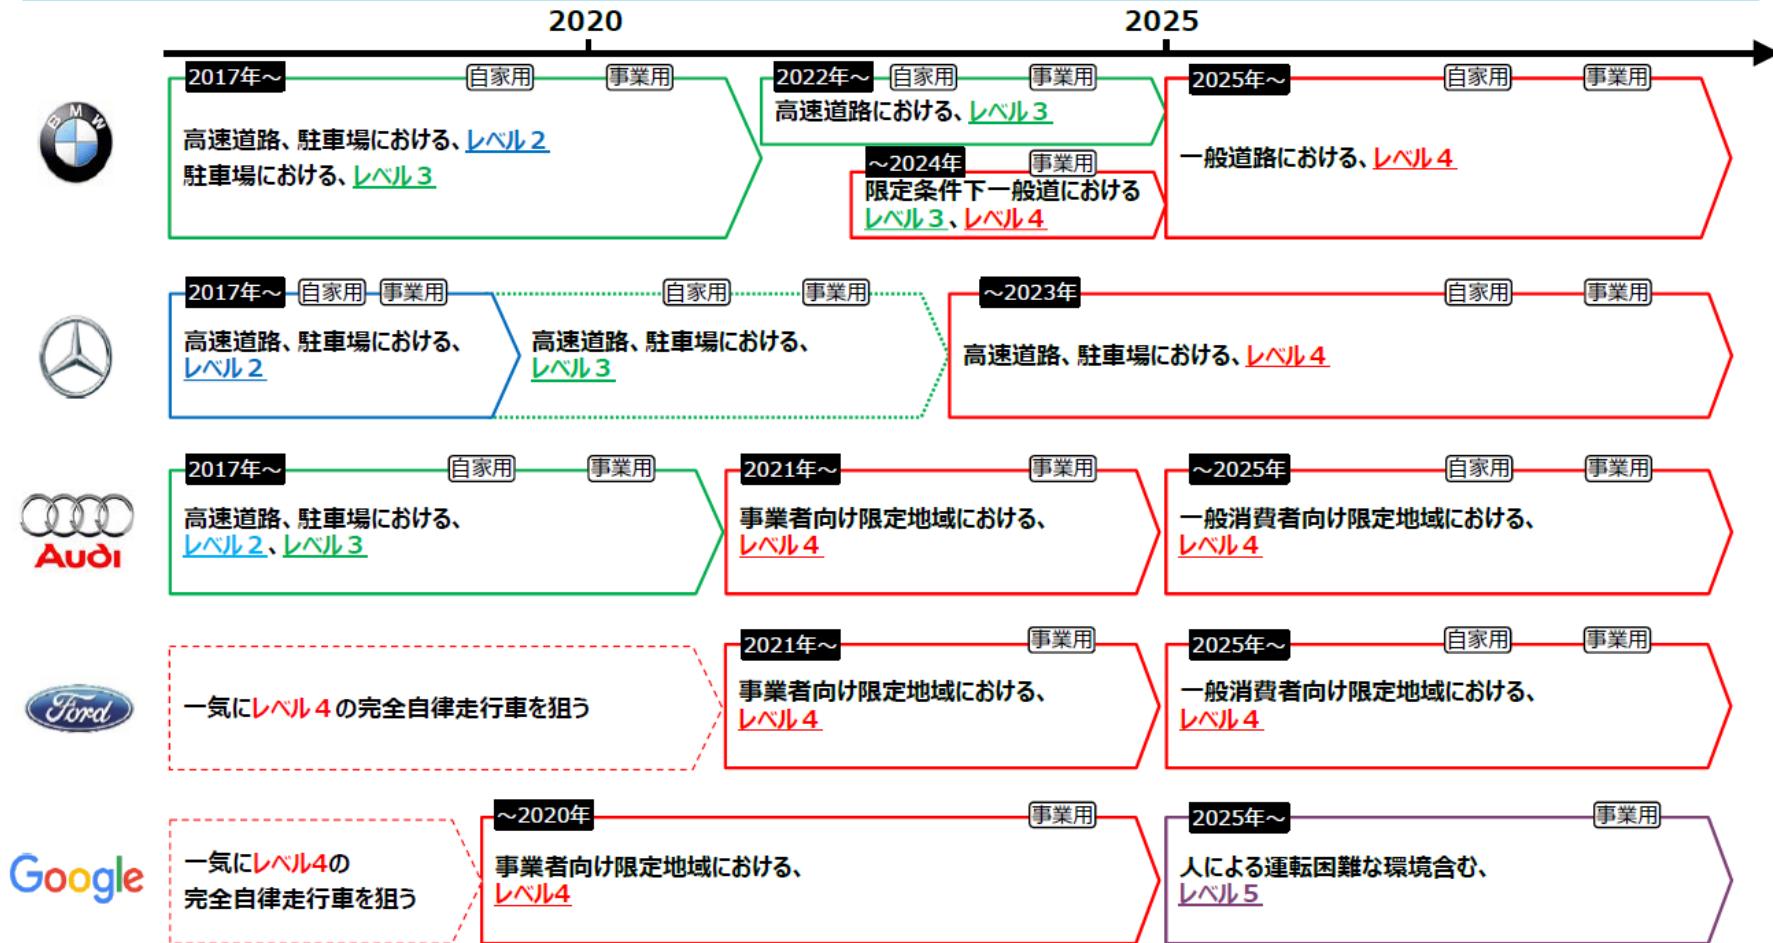 2020 2025
2017年～ 自家用 事業用 2022年～ 自家用 事業用 2025年～ 自家用 事業用
高速道路における、レベル３
BMW
高速道路、駐車場における、レベル２
駐車場における、レベル３
～2024年 事業用
限定条件下一般道における
レベル３、レベル４
一般道路における、レベル４
2017年～ 自家用 事業用 自家用 事業用 ～2023年 自家用 事業用
高速道路、駐車場における、
レベル２
高速道路、駐車場における、
レベル３
高速道路、駐車場における、レベル４
2017年～ 自家用 事業用 2021年～ 事業用 ～2025年 自家用 事業用
Audi
高速道路、駐車場における、
レベル２、レベル３
事業者向け限定地域における、
レベル４
一般消費者向け限定地域における、
レベル４
2021年～ 事業用 2025年～ 自家用 事業用
Ford
一気にレベル４の完全自律走行車を狙う
事業者向け限定地域における、
レベル４
一般消費者向け限定地域における、
レベル４
～2020年 事業用 2025年～ 事業用
Google
一気にレベル4の
完全自律走行車を狙う
事業者向け限定地域における、
レベル4
人による運転困難な環境含む、
レベル５